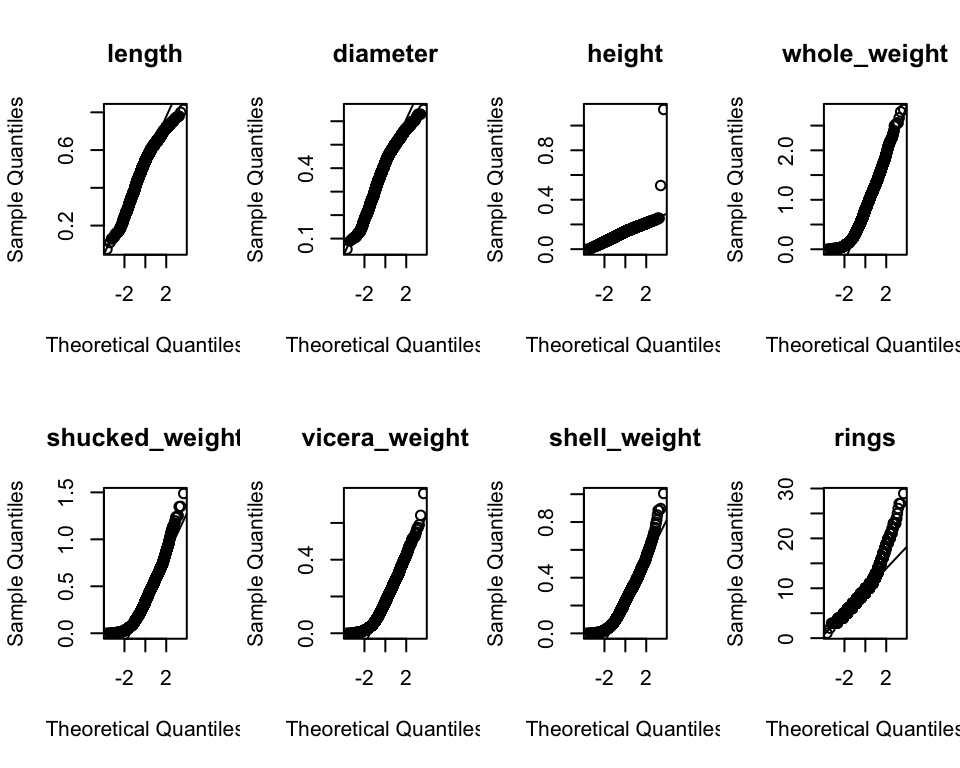 length
Sample Quantiles
0.2 0.6
-2 2
Theoretical Quantiles
diameter
Sample Quantiles
0.1 0.4
-2 2
Theoretical Quantiles
height
Sample Quantiles
0.0 0.4 0.8
-2 2
Theoretical Quantiles
whole_weight
Sample Quantiles
0.0 1.0 2.0
-2 2
Theoretical Quantiles
shucked_weight
Sample Quantiles
0.0 0.5 1.0 1.5
-2 2
Theoretical Quantiles
vicera_weight
Sample Quantiles
0.0 0.4
-2 2
Theoretical Quantiles
shell_weight
Sample Quantiles
0.0 0.4 0.8
-2 2
Theoretical Quantiles
rings
Sample Quantiles
0 10 20 30
-2 2
Theoretical Quantiles